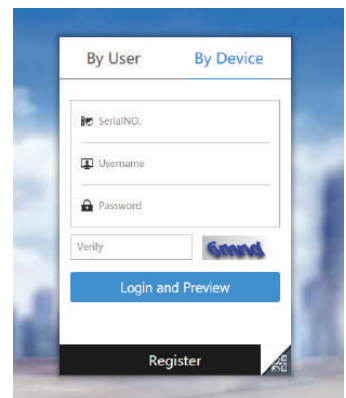 By User By Device
SerialNO.
Username
Password
Verify
Login and Preview
Register